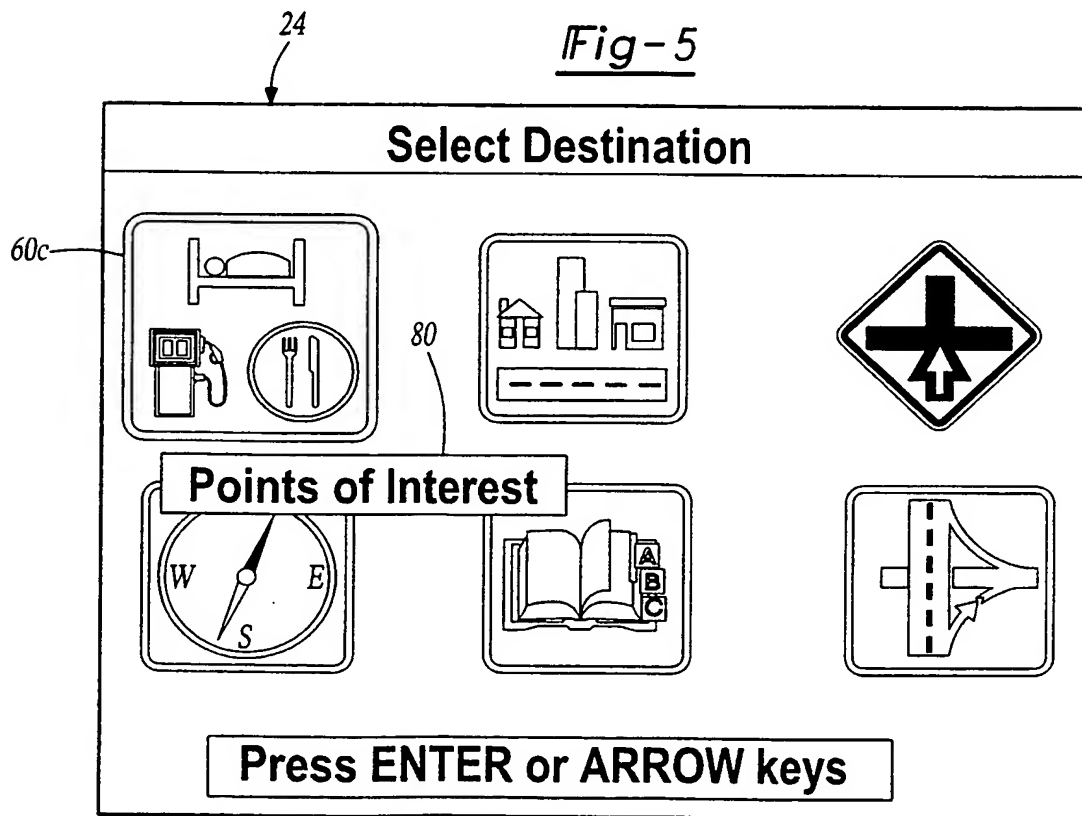 24
Fig-5
Select Destination
60c
80
Points of Interest
W
E
S
A
B
C
Press ENTER or ARROW keys